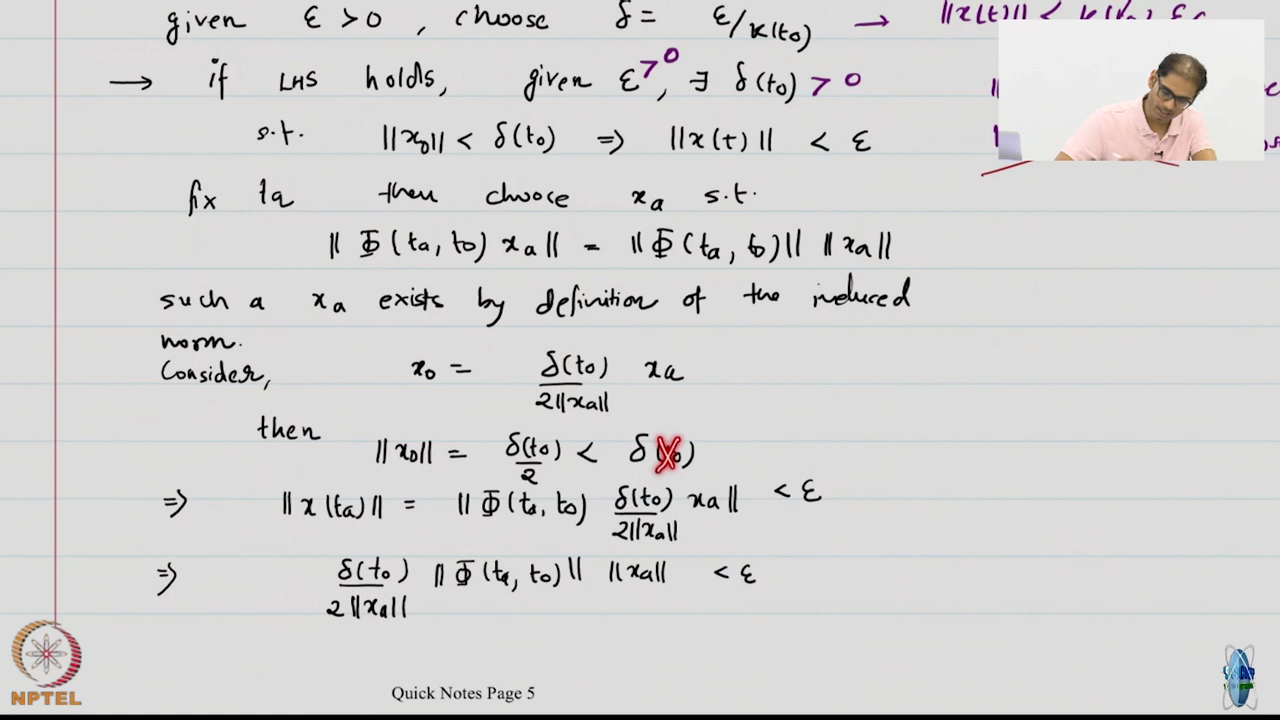 given ε > 0 , choose δ = ε/k(t0) → ||x(t)|| <
→ if LHS holds, given ε>0, ∃ δ(t0) > 0
s.t. ||x0|| < δ(t0) ⇒ ||x(t)|| < ε
fix ta then choose xa s.t.
|| Φ(ta, t0) xa || = || Φ(ta, t0) || || xa ||
such a xa exists by definition of the induced
norm.
Consider, x0 = δ(t0)/2||xa|| xa
then
||x0|| = δ(t0)/2 < δ(t0)
⇒ ||x(ta)|| = || Φ(ta, t0) δ(t0)/2||xa|| xa || < ε
⇒ δ(t0)/2||xa|| || Φ(ta, t0) || ||xa|| < ε
NPTEL
Quick Notes Page 5